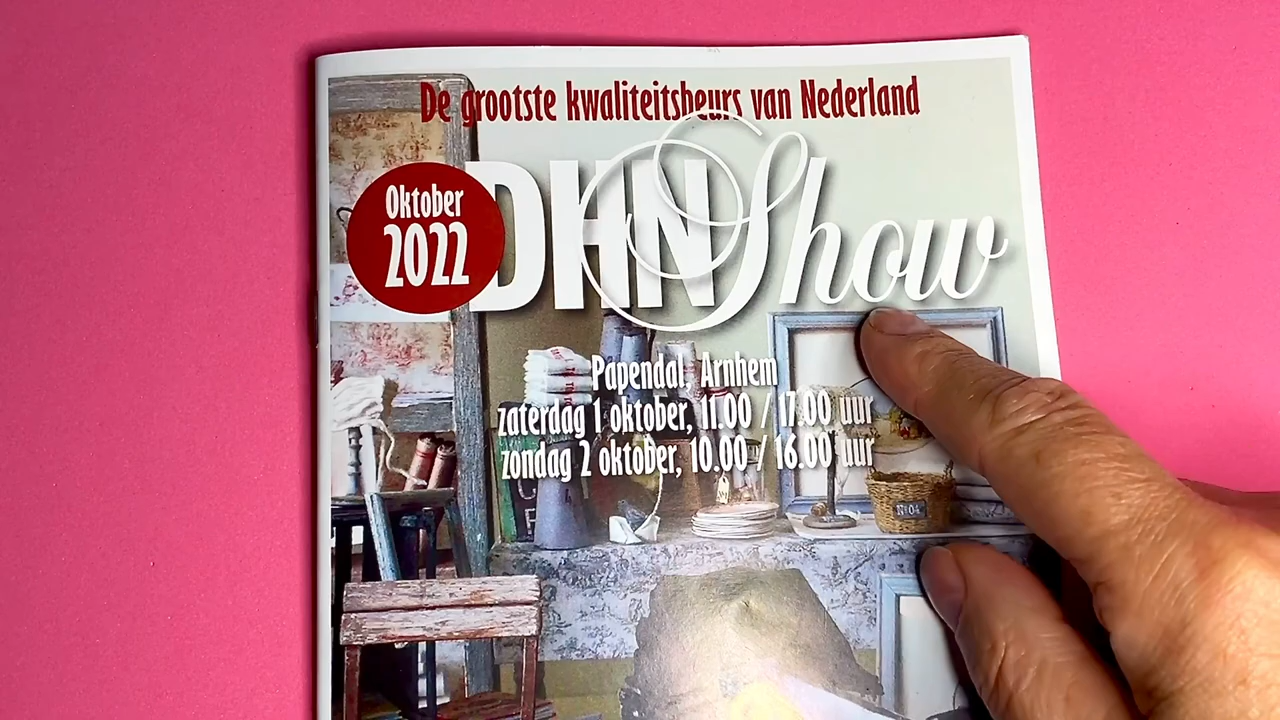 De grootste kwaliteitsbeurs van Nederland
Oktober
2022
DHN Show
Papendal, Arnhem
zaterdag 1 oktober, 11.00 / 17.00 uur
zondag 2 oktober, 10.00 / 16.00 uur
Nº04